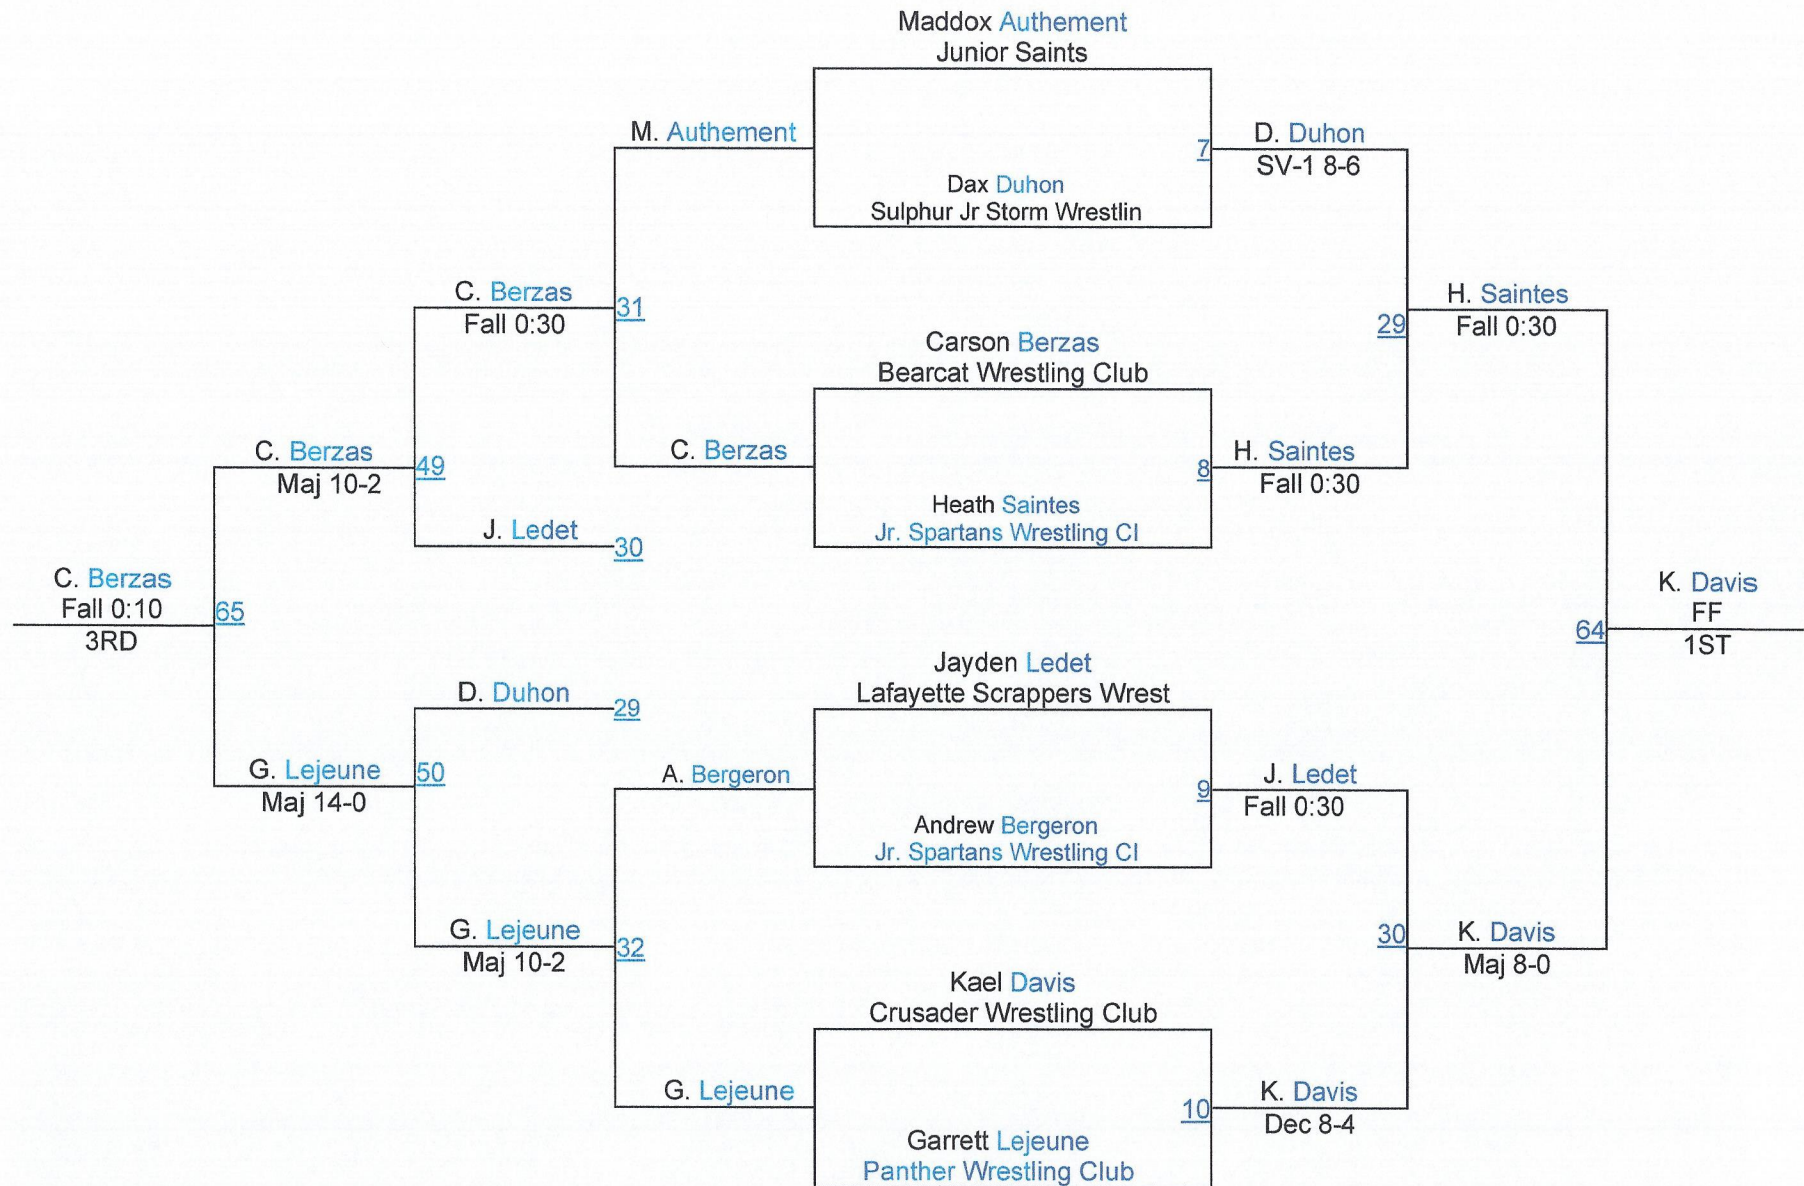 Maddox Authement
Junior Saints
M. Authement
7
D. Duhon
SV-1 8-6
Dax Duhon
Sulphur Jr Storm Wrestlin
C. Berzas
Fall 0:30
31
29
H. Saintes
Fall 0:30
Carson Berzas
Bearcat Wrestling Club
C. Berzas
Maj 10-2
49
C. Berzas
8
H. Saintes
Fall 0:30
Heath Saintes
Jr. Spartans Wrestling Cl
J. Ledet
30
C. Berzas
Fall 0:10
3RD
65
64
K. Davis
FF
1ST
Jayden Ledet
Lafayette Scrappers Wrest
D. Duhon
29
G. Lejeune
Maj 14-0
50
A. Bergeron
9
J. Ledet
Fall 0:30
Andrew Bergeron
Jr. Spartans Wrestling Cl
G. Lejeune
Maj 10-2
32
30
K. Davis
Maj 8-0
Kael Davis
Crusader Wrestling Club
G. Lejeune
10
K. Davis
Dec 8-4
Garrett Lejeune
Panther Wrestling Club